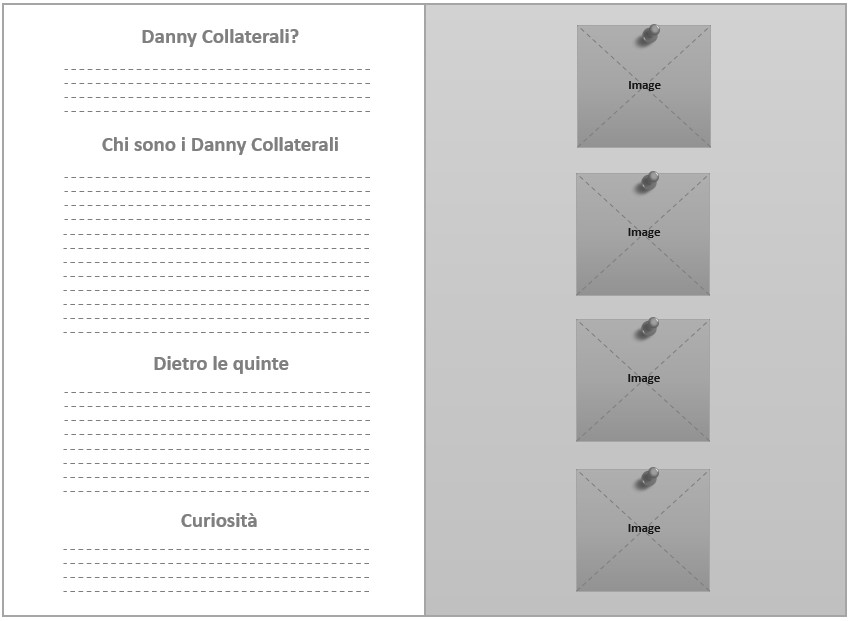 Danny Collaterali?
Chi sono i Danny Collaterali
Dietro le quinte
Curiosità
Image
Image
Image
Image